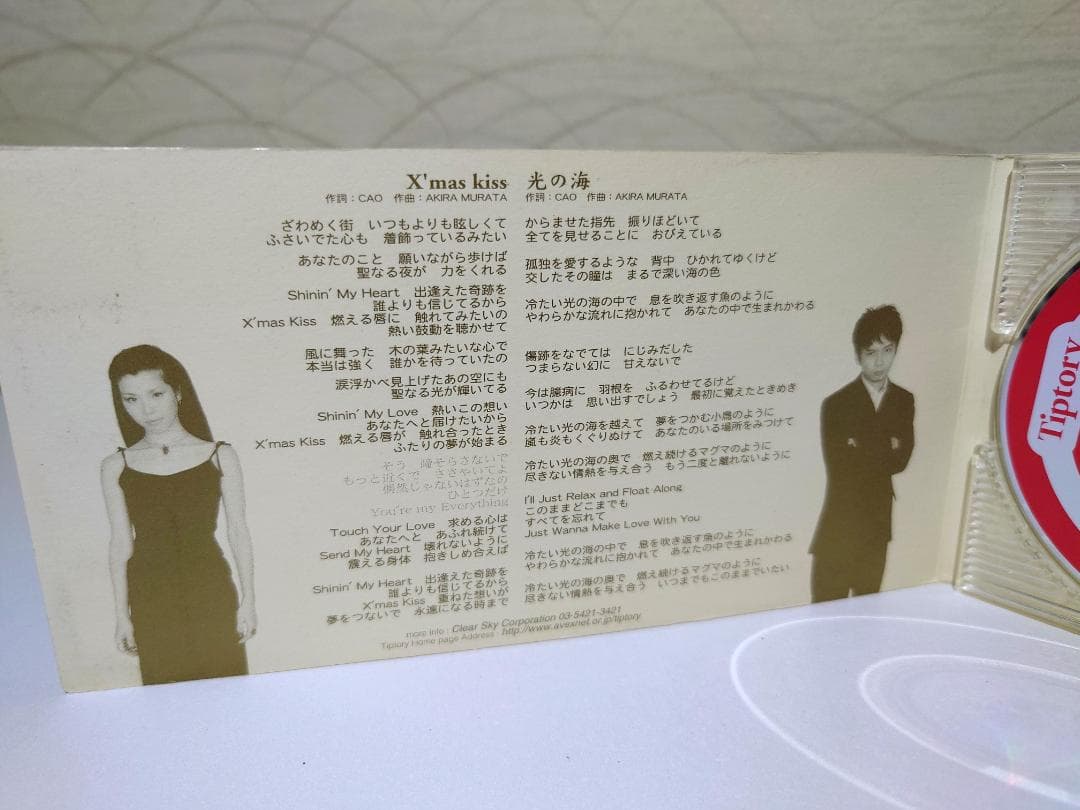 X'mas kiss
作詞：CAO　作曲：AKIRA MURATA
ざわめく街　いつもよりも眩しくて
ふさいでた心も　着飾っているみたい
あなたのこと　願いながら歩けば
聖なる夜が　力をくれる
Shinin' My Heart　出逢えた奇跡を
誰よりも信じてるから
X'mas Kiss　燃える唇に　触れてみたいの
熱い鼓動を聴かせて
風に舞った　木の葉みたいな心で
本当は強く　誰かを待っていたの
涙浮かべ見上げたあの空にも
聖なる光が輝いてる
Shinin' My Love　熱いこの想い
あなたへと届けたいから
X'mas Kiss　燃える唇が　触れ合ったとき
ふたりの夢が始まる
そう　瞳そらさないで
もっと近くで　ささやいてよ
偶然じゃないはずなの
ひとつだけ
You're my Everything
Touch Your Love　求める心は
あなたへと　あふれ続けて
Send My Heart　壊れないように
震える身体　抱きしめ合えば
Shinin' My Heart　出逢えた奇跡を
誰よりも信じてるから
X'mas Kiss　重ねた想いが
夢をつないで　永遠になる時まで
光の海
作詞：CAO　作曲：AKIRA MURATA
からませた指先　振りほどいて
全てを見せることに　おびえている
孤独を愛するような　背中　ひかれてゆくけど
交したその瞳は　まるで深い海の色
冷たい光の海の中で　息を吹き返す魚のように
やわらかな流れに抱かれて　あなたの中で生まれかわる
傷跡をなでては　にじみだした
つまらない幻に　甘えないで
今は臆病に　羽根を　ふるわせてるけど
いつかは　思い出すでしょう　最初に覚えたときめき
冷たい光の海を越えて　夢をつかむ小鳥のように
嵐も炎もくぐりぬけて　あなたのいる場所をみつけて
冷たい光の海の奥で　燃え続けるマグマのように
尽きない情熱を与え合う　もう二度と離れないように
I'll Just Relax and Float Along
このままどこまでも
すべてを忘れて
Just Wanna Make Love With You
冷たい光の海の中で　息を吹き返す魚のように
やわらかな流れに抱かれて　あなたの中で生まれかわる
冷たい光の海の奥で　燃え続けるマグマのように
尽きない情熱を与え合う　いつまでもこのままでいたい
more info : Clear Sky Corporation 03-5421-3421
Tiptory Home page Address : http://www.avexnet.or.jp/tiptory
Tiptory